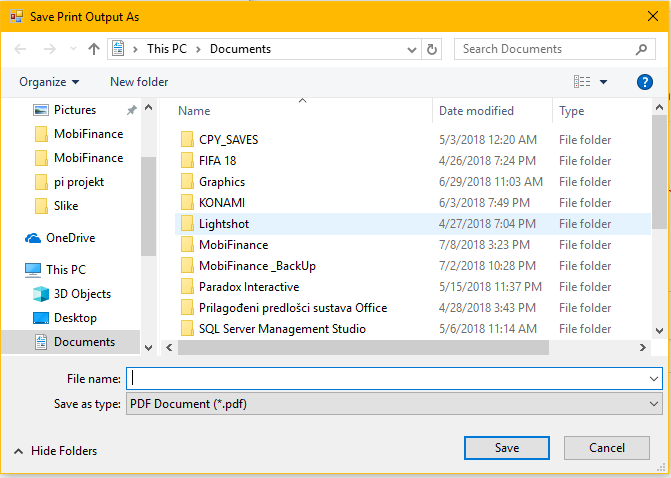 Save Print Output As
This PC > Documents
Search Documents
Organize
New folder
Pictures
MobiFinance
MobiFinance
pi projekt
Slike
OneDrive
This PC
3D Objects
Desktop
Documents
Name Date modified Type
CPY_SAVES 5/3/2018 12:20 AM File folder
FIFA 18 4/26/2018 7:24 PM File folder
Graphics 6/29/2018 11:03 AM File folder
KONAMI 6/3/2018 7:49 PM File folder
Lightshot 4/27/2018 7:04 PM File folder
MobiFinance 7/8/2018 3:23 PM File folder
MobiFinance _BackUp 7/2/2018 10:28 PM File folder
Paradox Interactive 5/15/2018 11:37 PM File folder
Prilagođeni predlošci sustava Office 4/28/2018 3:43 PM File folder
SQL Server Management Studio 5/6/2018 11:14 AM File folder
File name:
Save as type: PDF Document (*.pdf)
Hide Folders
Save
Cancel